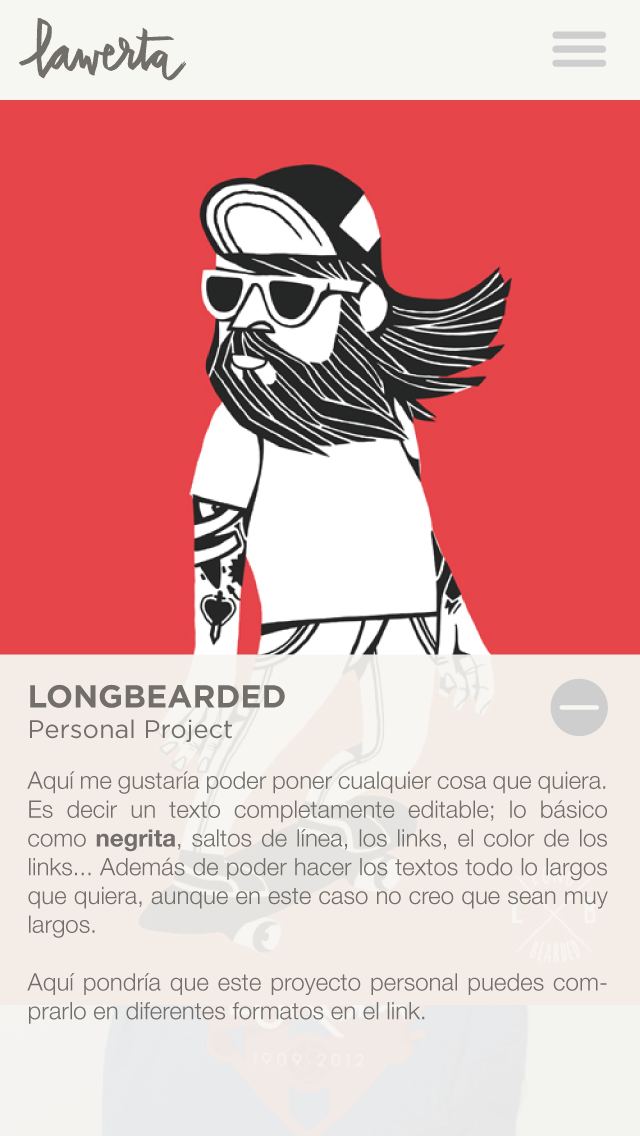 lawerta
LONGBEARDED
Personal Project
Aquí me gustaría poder poner cualquier cosa que quiera.
Es decir un texto completamente editable; lo básico
como negrita, saltos de línea, los links, el color de los
links... Además de poder hacer los textos todo lo largos
que quiera, aunque en este caso no creo que sean muy
largos.
L B
BEARDED
Aquí pondría que este proyecto personal puedes com-
prarlo en diferentes formatos en el link.
1909 2012